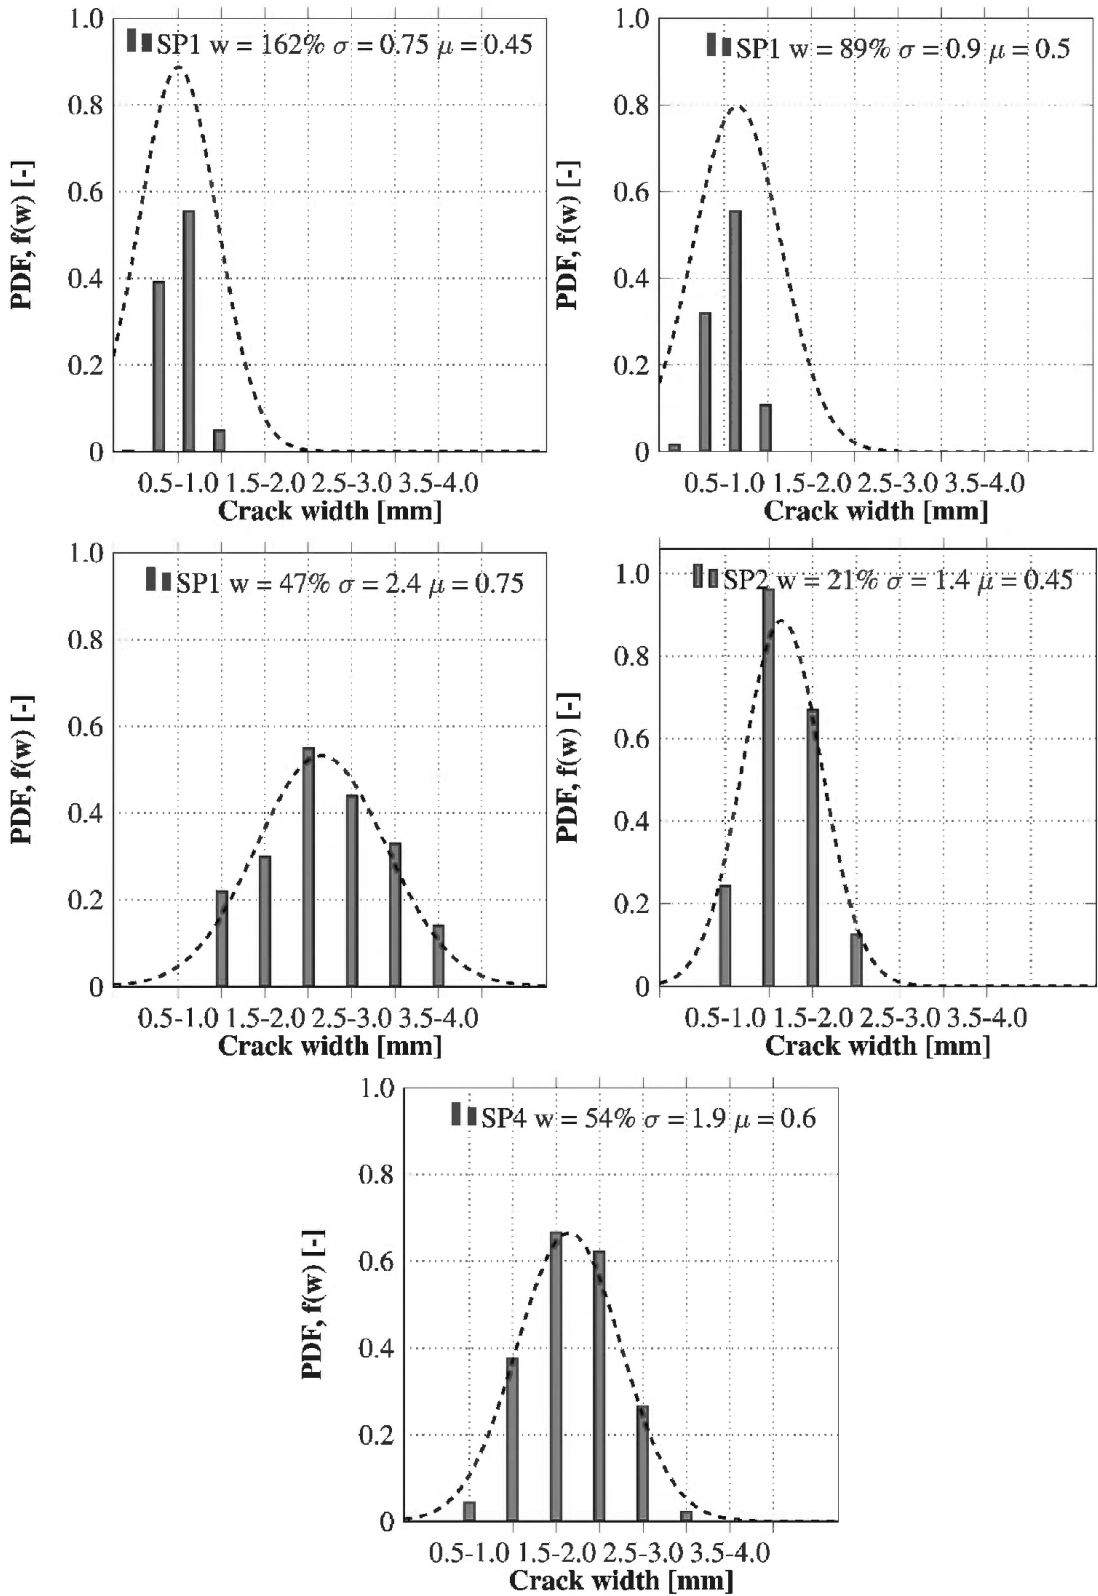 SP1 w = 162% σ = 0.75 μ = 0.45
PDF, f(w) [-]
1.0
0.8
0.6
0.4
0.2
0
0.5-1.0 1.5-2.0 2.5-3.0 3.5-4.0
Crack width [mm]
SP1 w = 89% σ = 0.9 μ = 0.5
PDF, f(w) [-]
1.0
0.8
0.6
0.4
0.2
0
0.5-1.0 1.5-2.0 2.5-3.0 3.5-4.0
Crack width [mm]
SP1 w = 47% σ = 2.4 μ = 0.75
PDF, f(w) [-]
1.0
0.8
0.6
0.4
0.2
0
0.5-1.0 1.5-2.0 2.5-3.0 3.5-4.0
Crack width [mm]
SP2 w = 21% σ = 1.4 μ = 0.45
PDF, f(w) [-]
1.0
0.8
0.6
0.4
0.2
0
0.5-1.0 1.5-2.0 2.5-3.0 3.5-4.0
Crack width [mm]
SP4 w = 54% σ = 1.9 μ = 0.6
PDF, f(w) [-]
1.0
0.8
0.6
0.4
0.2
0
0.5-1.0 1.5-2.0 2.5-3.0 3.5-4.0
Crack width [mm]